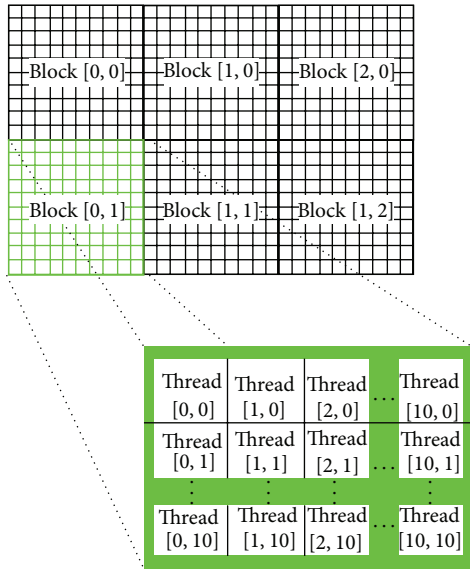 Block [0, 0] Block [1, 0] Block [2, 0]
Block [0, 1] Block [1, 1] Block [1, 2]
Thread Thread Thread Thread
[0, 0] [1, 0] [2, 0] ... [10, 0]
Thread Thread Thread Thread
[0, 1] [1, 1] [2, 1] ... [10, 1]
Thread Thread Thread Thread
[0, 10] [1, 10] [2, 10] ... [10, 10]